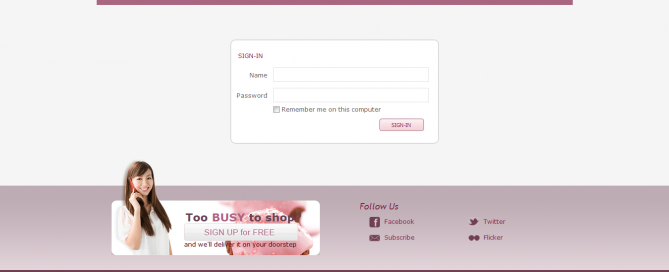 SIGN-IN
Name
Password
Remember me on this computer
SIGN-IN
Too BUSY to shop
SIGN UP for FREE
and we'll deliver it on your doorstep
Follow Us
Facebook
Twitter
Subscribe
Flicker